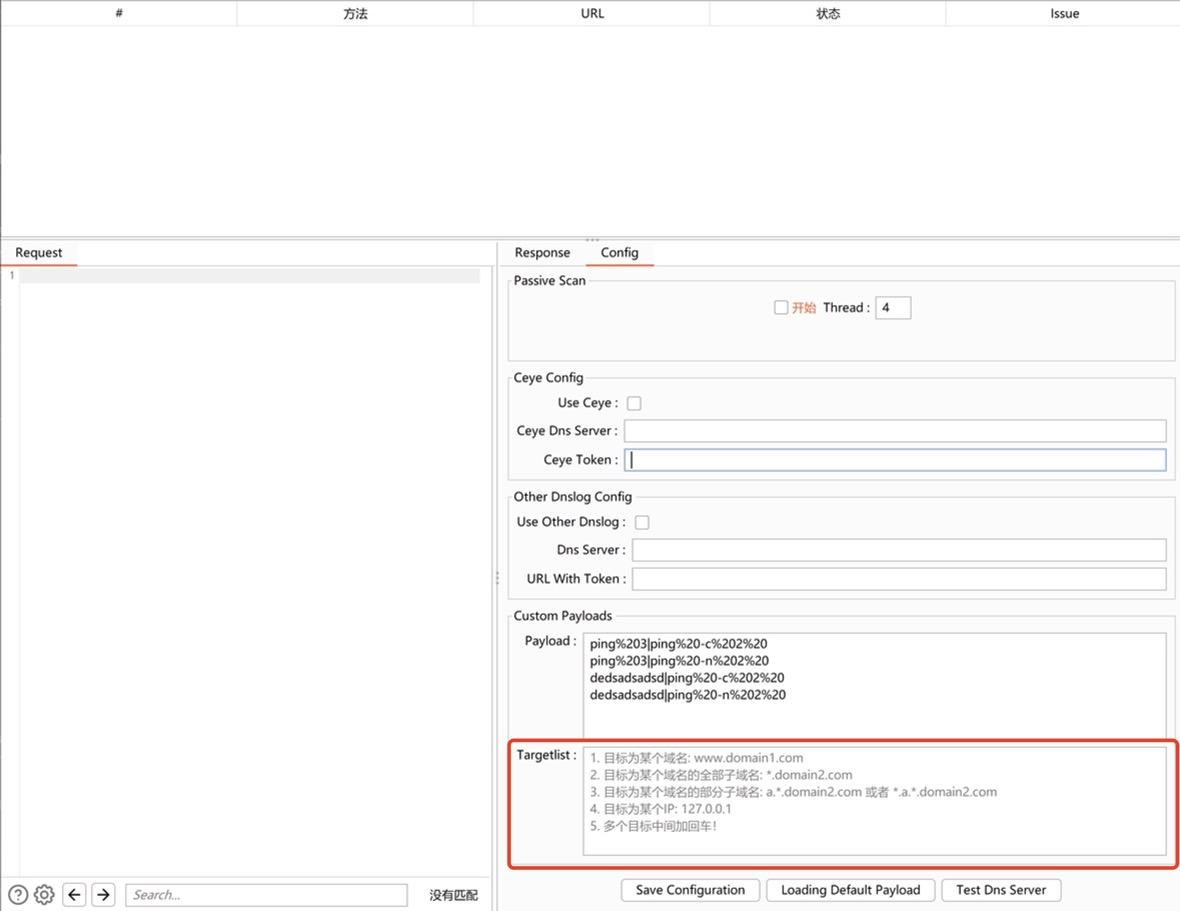 # 方法 URL 状态 Issue
Request
1
Response Config
Passive Scan
开始 Thread : 4
Ceye Config
Use Ceye :
Ceye Dns Server :
Ceye Token :
Other Dnslog Config
Use Other Dnslog :
Dns Server :
URL With Token :
Custom Payloads
Payload : ping%203|ping%20-c%202%20
ping%203|ping%20-n%202%20
dedsadsadsd|ping%20-c%202%20
dedsadsadsd|ping%20-n%202%20
Targetlist : 1. 目标为某个域名: www.domain1.com
2. 目标为某个域名的全部子域名: *.domain2.com
3. 目标为某个域名的部分子域名: a.*.domain2.com 或者 *.a.*.domain2.com
4. 目标为某个IP: 127.0.0.1
5. 多个目标中间加回车!
Search... 没有匹配
Save Configuration Loading Default Payload Test Dns Server